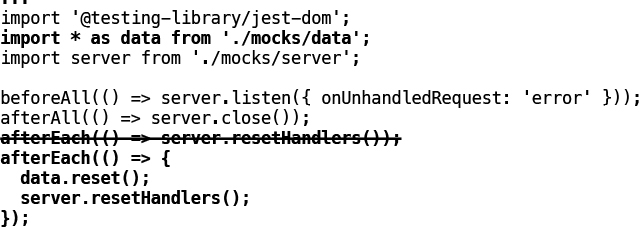 import '@testing-library/jest-dom';
import * as data from './mocks/data';
import server from './mocks/server';
beforeAll(() => server.listen({ onUnhandledRequest: 'error' }));
afterAll(() => server.close());
afterEach(() => server.resetHandlers());
afterEach(() => {
  data.reset();
  server.resetHandlers();
});